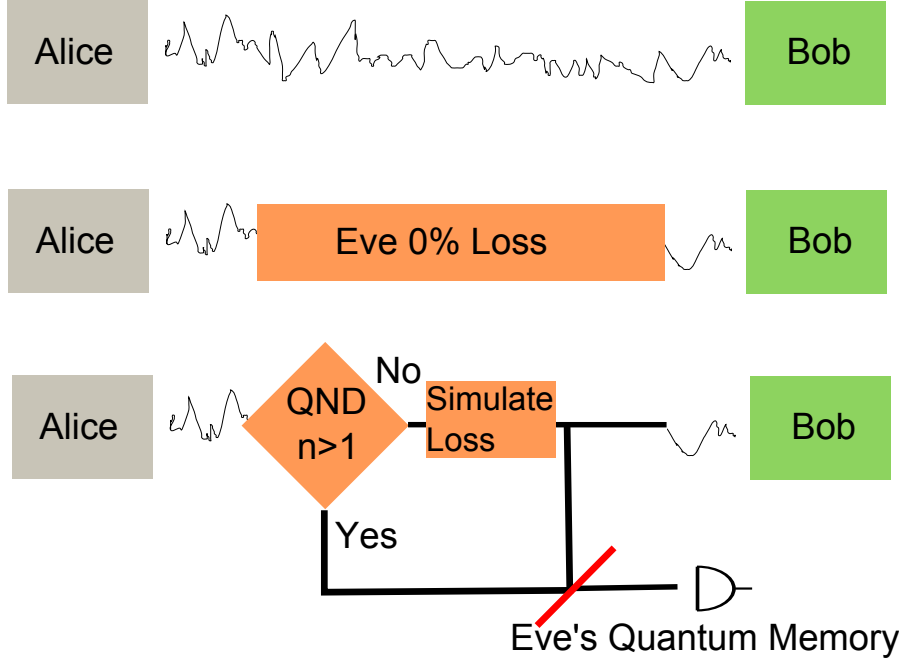 Alice
Bob
Alice
Eve 0% Loss
Bob
Alice
QND
n>1
No
Simulate
Loss
Bob
Yes
Eve's Quantum Memory